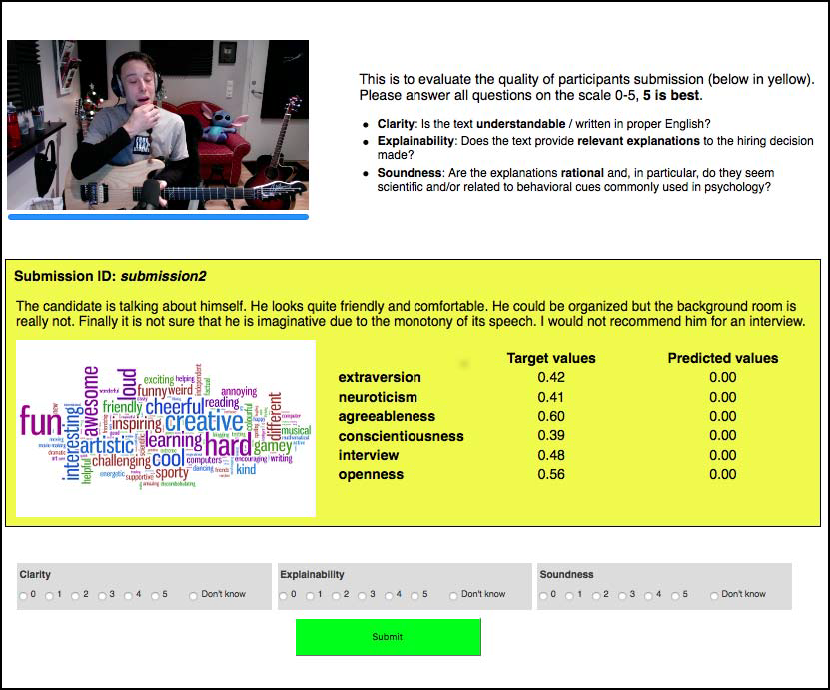 This is to evaluate the quality of participants submission (below in yellow).
Please answer all questions on the scale 0-5, 5 is best.
• Clarity: Is the text understandable / written in proper English?
• Explainability: Does the text provide relevant explanations to the hiring decision
made?
• Soundness: Are the explanations rational and, in particular, do they seem
scientific and/or related to behavioral cues commonly used in psychology?
Submission ID: submission2
The candidate is talking about himself. He looks quite friendly and comfortable. He could be organized but the background room is
really not. Finally it is not sure that he is imaginative due to the monotony of its speech. I would not recommend him for an interview.
fun
interesting
awesome
loud
exciting
helping
funny
weird
independent
factual
annoying
friendly
cheerful
reading
inspiring
creative
colourful
different
musical
artistic
learning
hard
gamey
helpful
challenging
cool
computers
encouraging
writing
energetic
supportive
sporty
dancing
friends
kind
Target values Predicted values
extraversion 0.42 0.00
neuroticism 0.41 0.00
agreeableness 0.60 0.00
conscientiousness 0.39 0.00
interview 0.48 0.00
openness 0.56 0.00
Clarity
0 1 2 3 4 5 Don't know
Explainability
0 1 2 3 4 5 Don't know
Soundness
0 1 2 3 4 5 Don't know
Submit